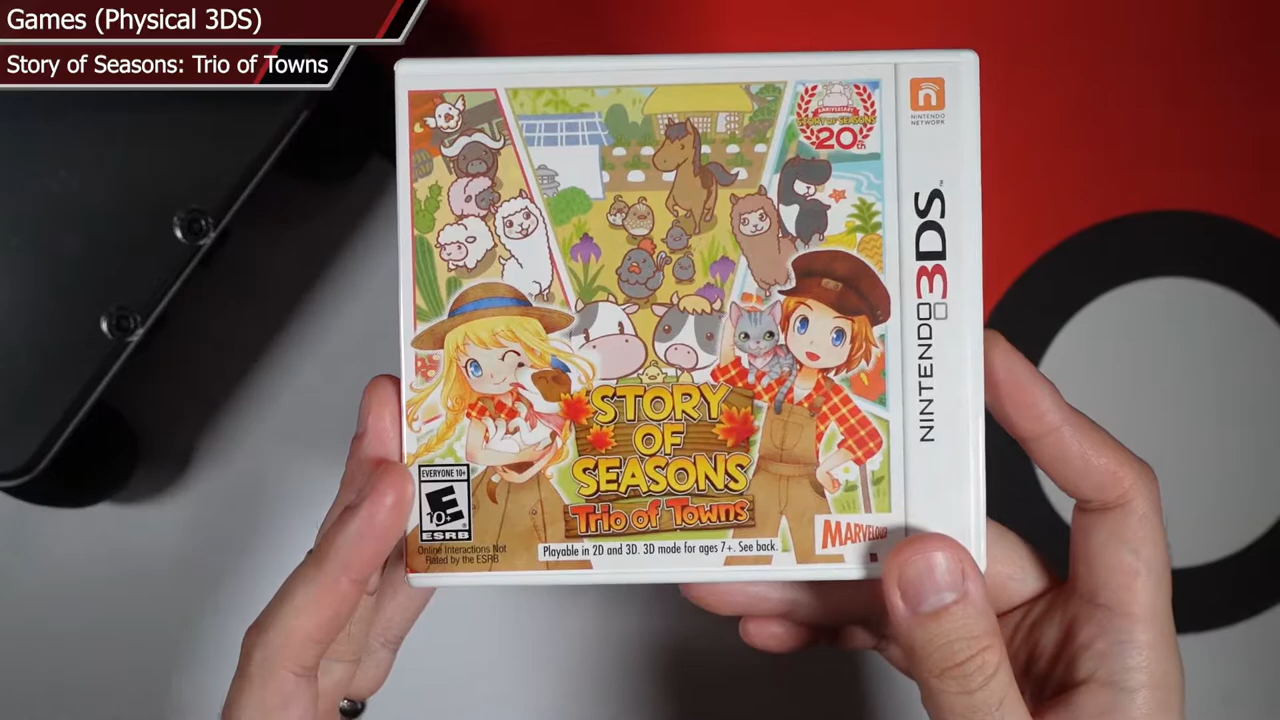 Games (Physical 3DS)
Story of Seasons: Trio of Towns
ANNIVERSARY
STORY OF SEASONS
20th
NINTENDO
NETWORK
NINTENDO 3DS™
STORY
OF
SEASONS
Trio of Towns
EVERYONE 10+
E
10+
ESRB
Online Interactions Not
Rated by the ESRB
Playable in 2D and 3D. 3D mode for ages 7+. See back.
MARVELOUS